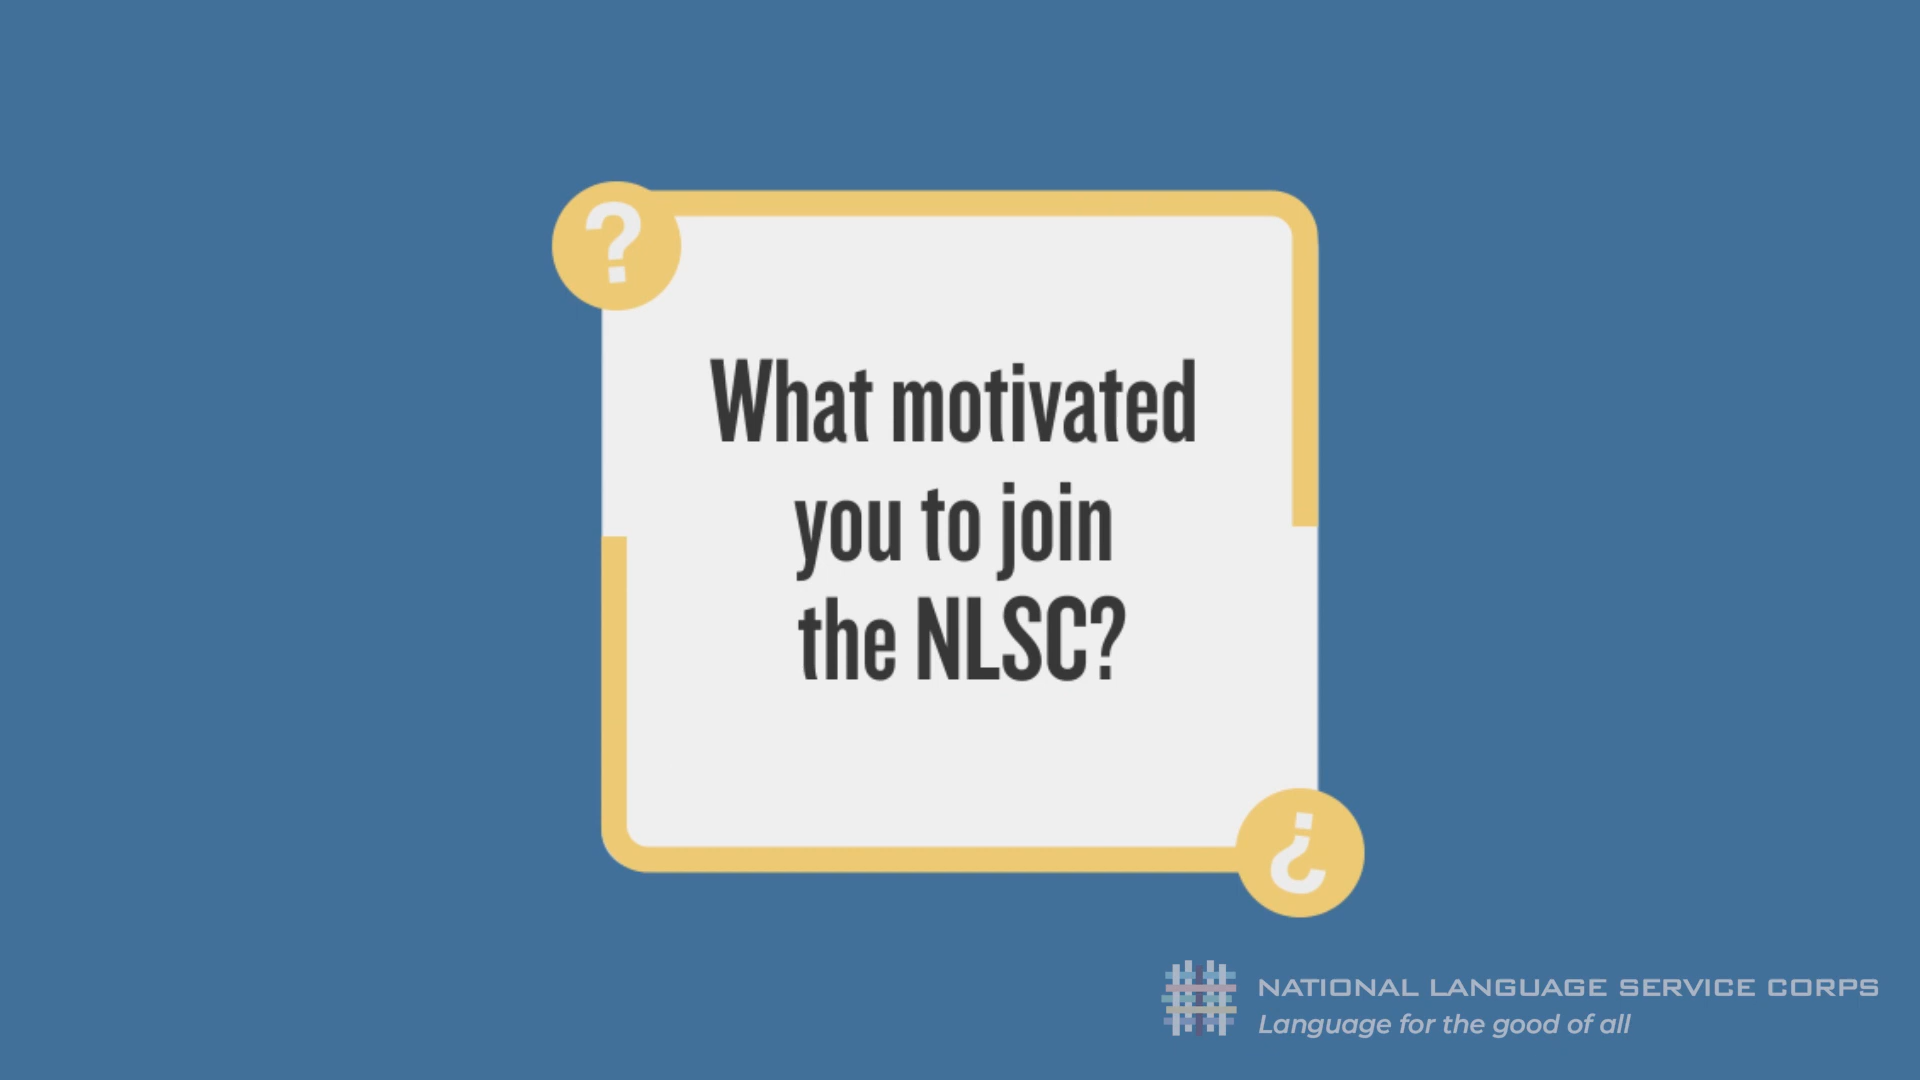 ?
What motivated
you to join
the NLSC?
¿
NATIONAL LANGUAGE SERVICE CORPS
Language for the good of all